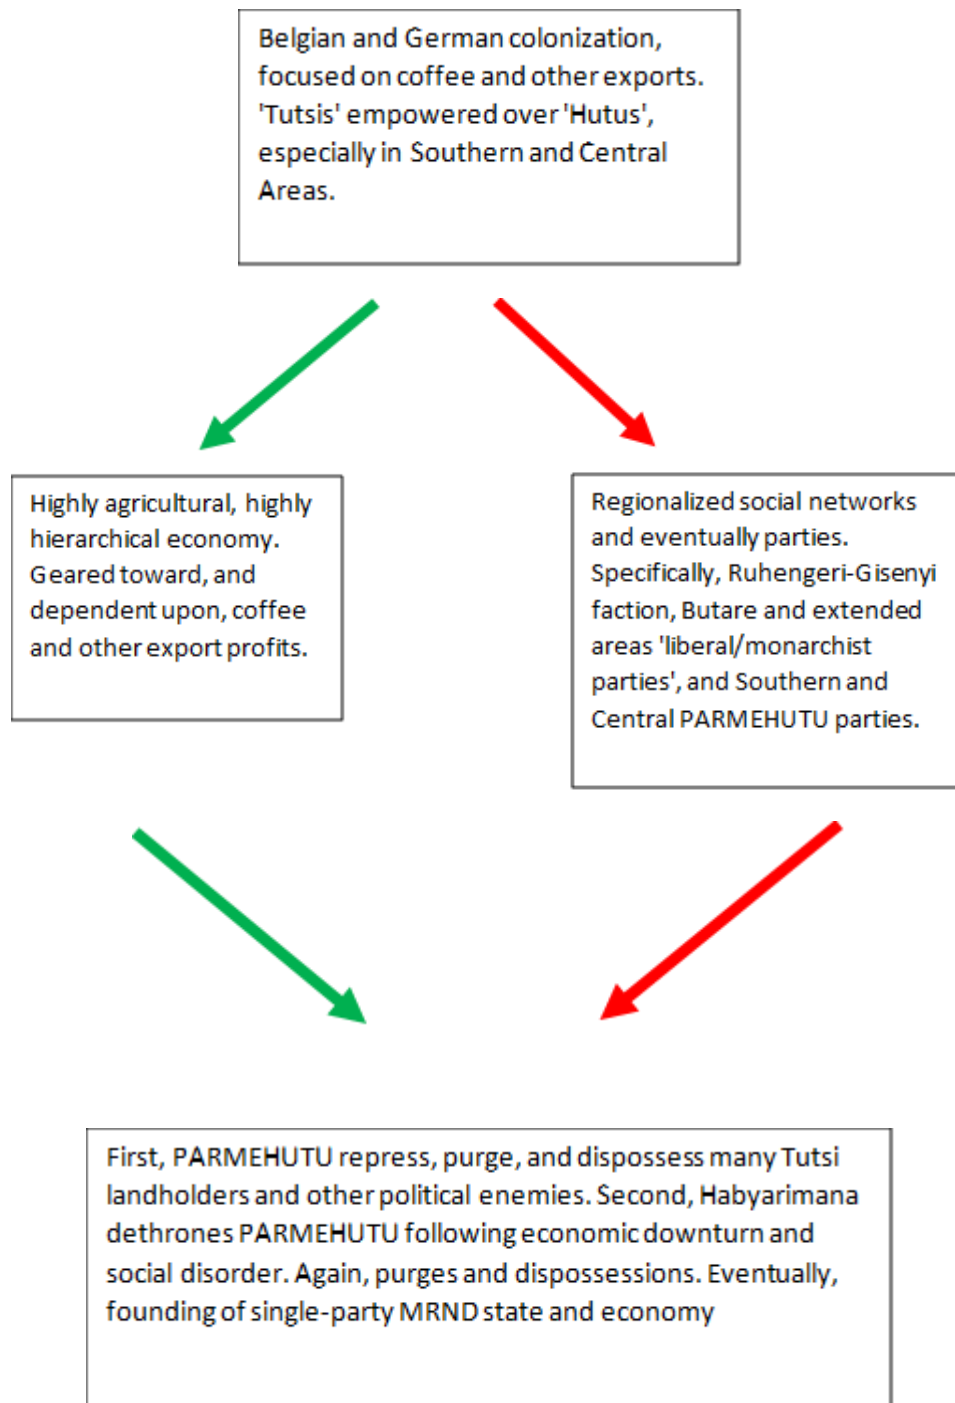 Belgian and German colonization,
focused on coffee and other exports.
'Tutsis' empowered over 'Hutus',
especially in Southern and Central
Areas.
Highly agricultural, highly
hierarchical economy.
Geared toward, and
dependent upon, coffee
and other export profits.
Regionalized social networks
and eventually parties.
Specifically, Ruhengeri-Gisenyi
faction, Butare and extended
areas 'liberal/monarchist
parties', and Southern and
Central PARMEHUTU parties.
First, PARMEHUTU repress, purge, and dispossess many Tutsi
landholders and other political enemies. Second, Habyarimana
dethrones PARMEHUTU following economic downturn and
social disorder. Again, purges and dispossessions. Eventually,
founding of single-party MRND state and economy